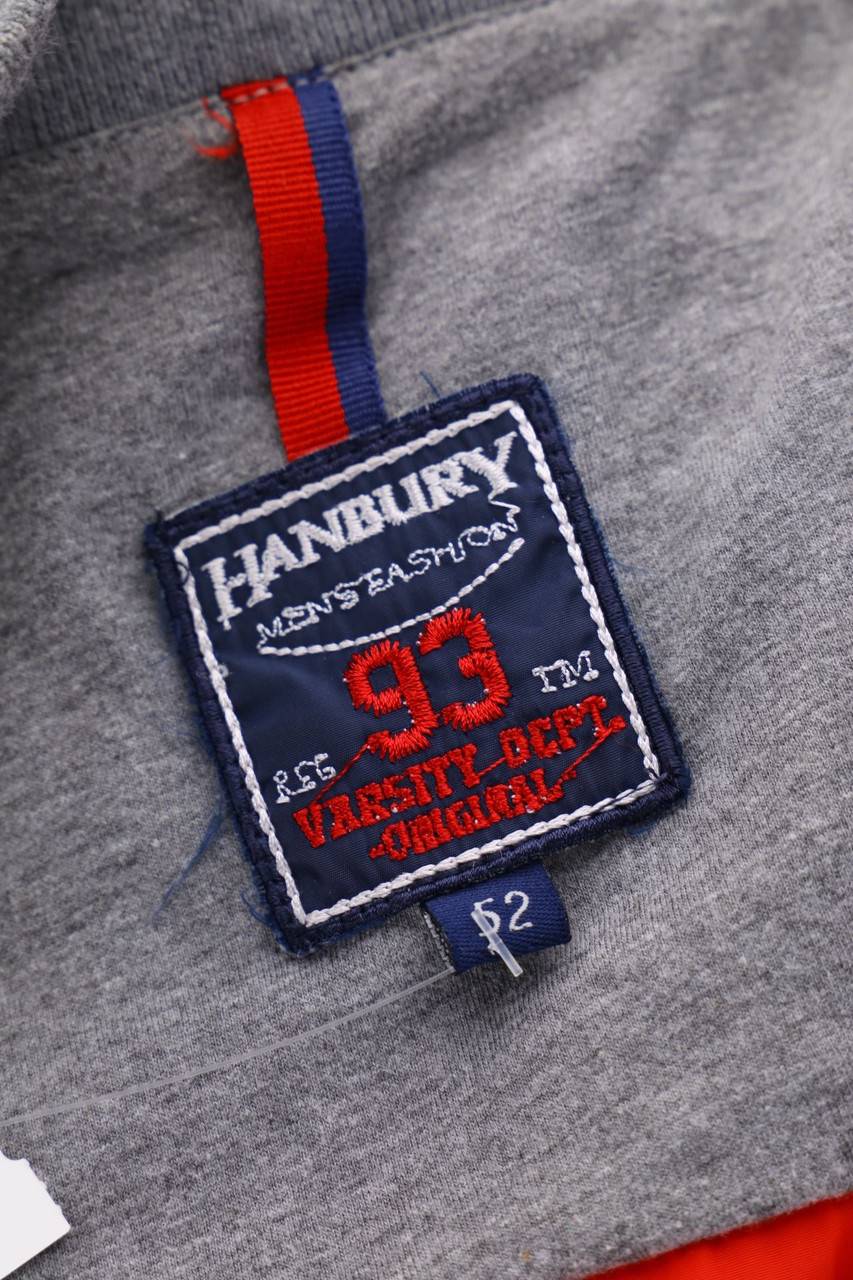 HANBURY
MEN'S FASHION
93
REG TM
VARSITY DEPT.
-ORIGINAL-
52